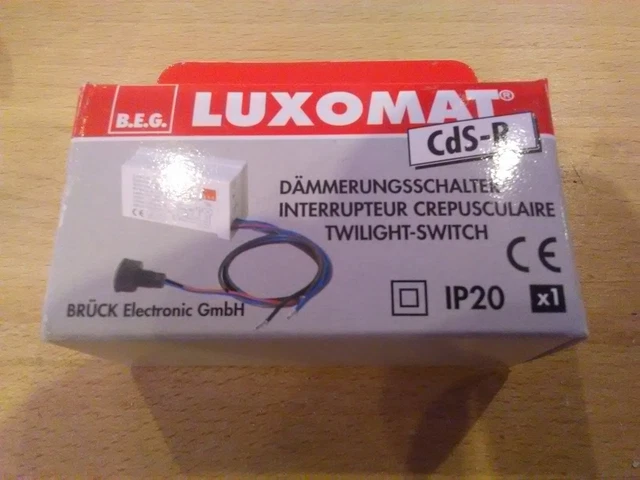 B.E.G.
LUXOMAT®
CdS-R
DÄMMERUNGSSCHALTER
INTERRUPTEUR CREPUSCULAIRE
TWILIGHT-SWITCH
CE
BRÜCK Electronic GmbH
IP20
x1